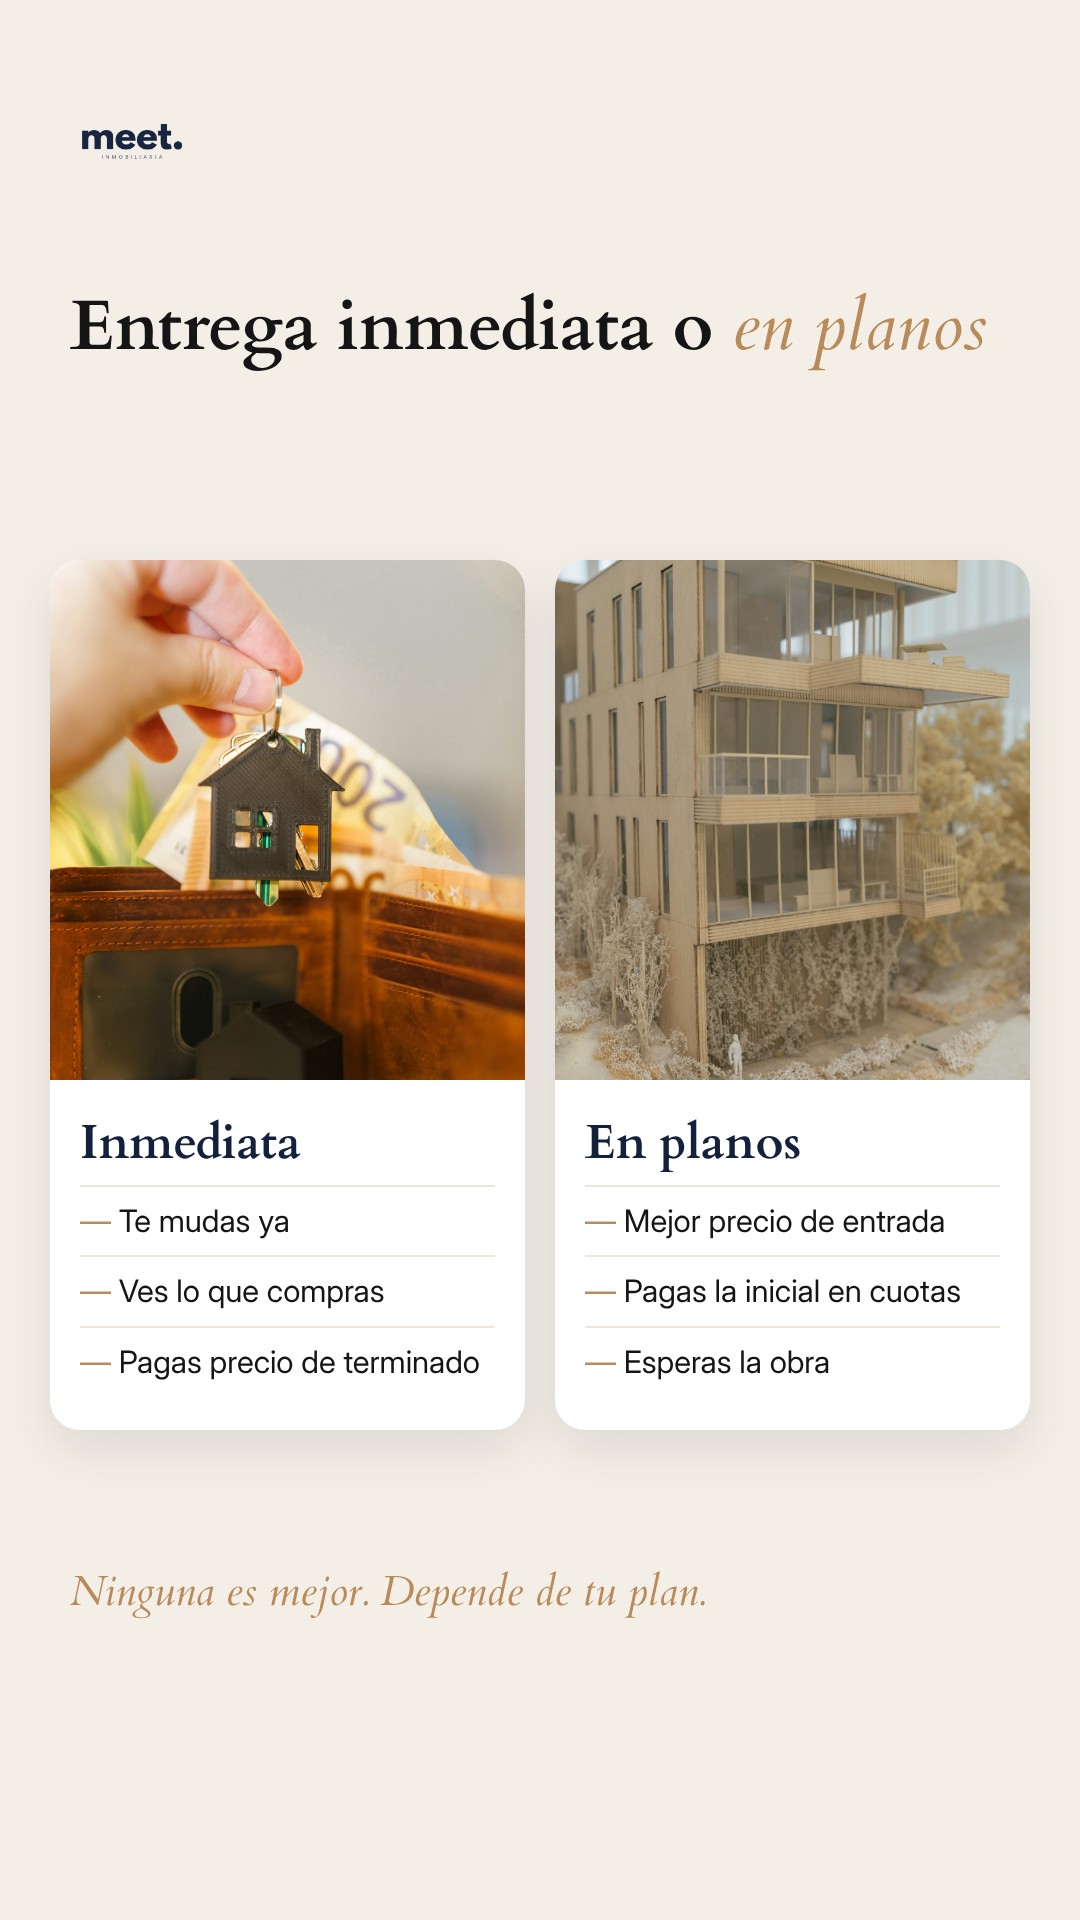 meet.
INMOBILIARIA
Entrega inmediata o en planos
200
Inmediata
— Te mudas ya
— Ves lo que compras
— Pagas precio de terminado
En planos
— Mejor precio de entrada
— Pagas la inicial en cuotas
— Esperas la obra
Ninguna es mejor. Depende de tu plan.